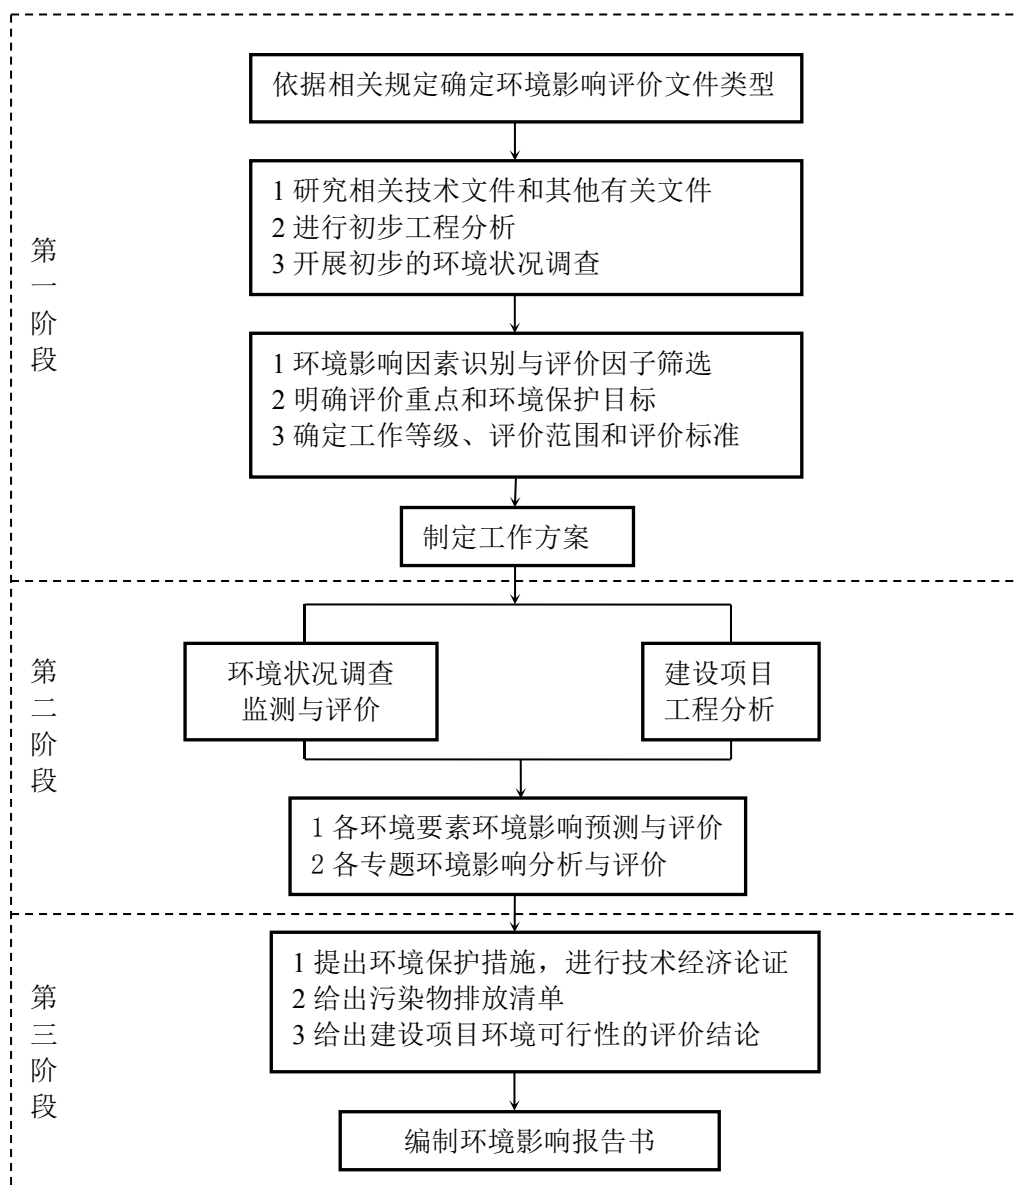 依据相关规定确定环境影响评价文件类型
1 研究相关技术文件和其他有关文件
2 进行初步工程分析
3 开展初步的环境状况调查
第
一
阶
段
1 环境影响因素识别与评价因子筛选
2 明确评价重点和环境保护目标
3 确定工作等级、评价范围和评价标准
制定工作方案
第
二
阶
段
环境状况调查
监测与评价
建设项目
工程分析
1 各环境要素环境影响预测与评价
2 各专题环境影响分析与评价
第
三
阶
段
1 提出环境保护措施，进行技术经济论证
2 给出污染物排放清单
3 给出建设项目环境可行性的评价结论
编制环境影响报告书